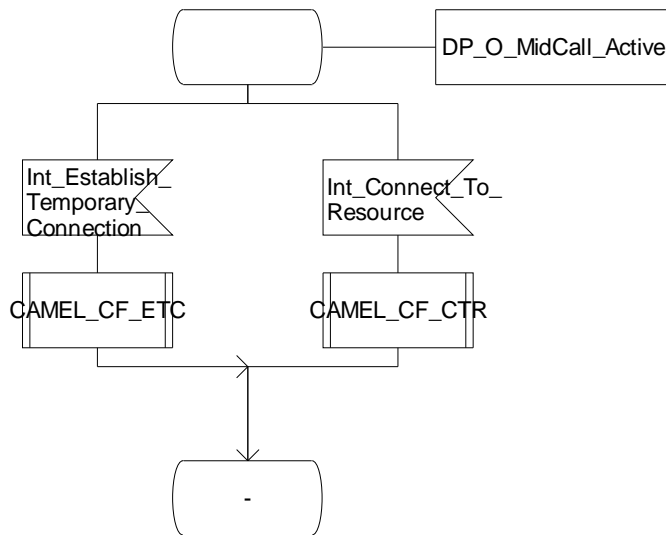 DP_O_MidCall_Active
Int_Establish_
Temporary_
Connection
Int_Connect_To_
Resource
CAMEL_CF_ETC
CAMEL_CF_CTR
-